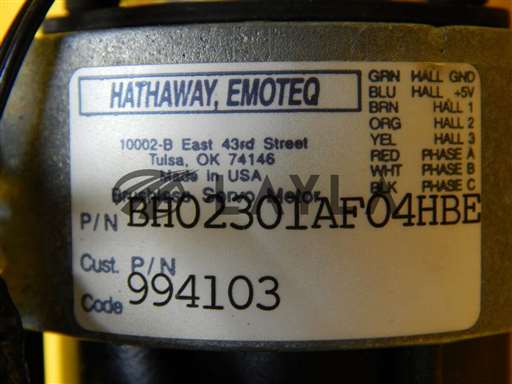 HATHAWAY, EMOTEQ
10002-B East 43rd Street
Tulsa, OK 74146
Made in USA
Brushless Servo Motor
P/N BH02301AF04HBE
Cust. P/N
Code 994103
GRN HALL GND
BLU HALL +5V
BRN HALL 1
ORG HALL 2
YEL HALL 3
RED PHASE A
WHT PHASE B
BLK PHASE C
LAYI